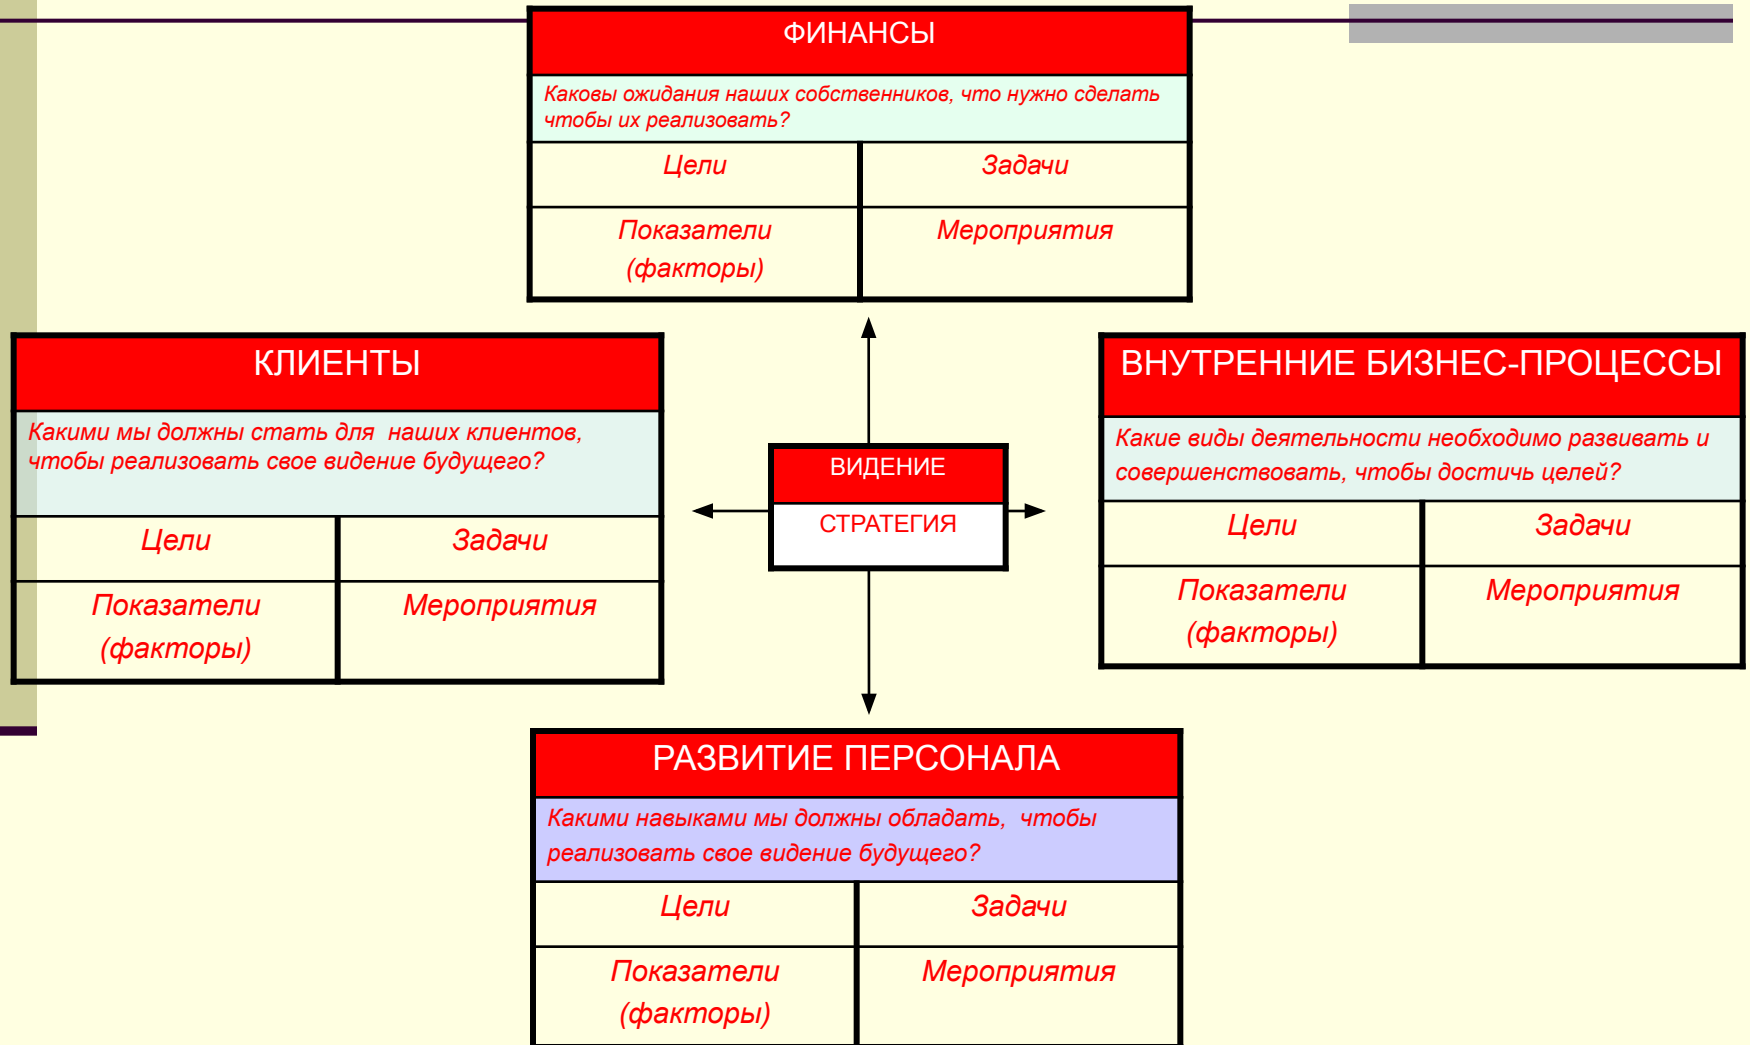 ФИНАНСЫ
Каковы ожидания наших собственников, что нужно сделать
чтобы их реализовать?
Цели
Задачи
Показатели
(факторы)
Мероприятия
КЛИЕНТЫ
Какими мы должны стать для наших клиентов,
чтобы реализовать свое видение будущего?
Цели
Задачи
Показатели
(факторы)
Мероприятия
ВИДЕНИЕ
СТРАТЕГИЯ
ВНУТРЕННИЕ БИЗНЕС-ПРОЦЕССЫ
Какие виды деятельности необходимо развивать и
совершенствовать, чтобы достичь целей?
Цели
Задачи
Показатели
(факторы)
Мероприятия
РАЗВИТИЕ ПЕРСОНАЛА
Какими навыками мы должны обладать, чтобы
реализовать свое видение будущего?
Цели
Задачи
Показатели
(факторы)
Мероприятия